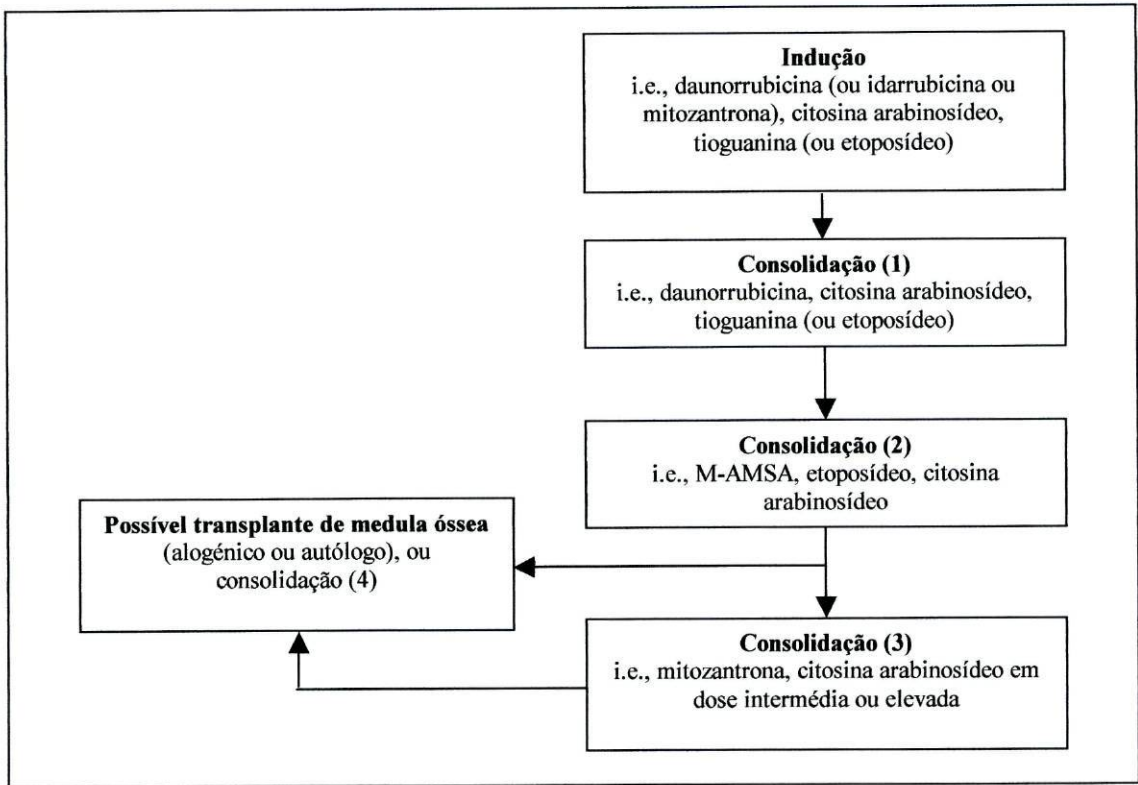 Indução
i.e., daunorrubicina (ou idarrubicina ou
mitozantrona), citosina arabinosídeo,
tioguanina (ou etoposídeo)
Consolidação (1)
i.e., daunorrubicina, citosina arabinosídeo,
tioguanina (ou etoposídeo)
Consolidação (2)
i.e., M-AMSA, etoposídeo, citosina
arabinosídeo
Possível transplante de medula óssea
(alogénico ou autólogo), ou
consolidação (4)
Consolidação (3)
i.e., mitozantrona, citosina arabinosídeo em
dose intermédia ou elevada